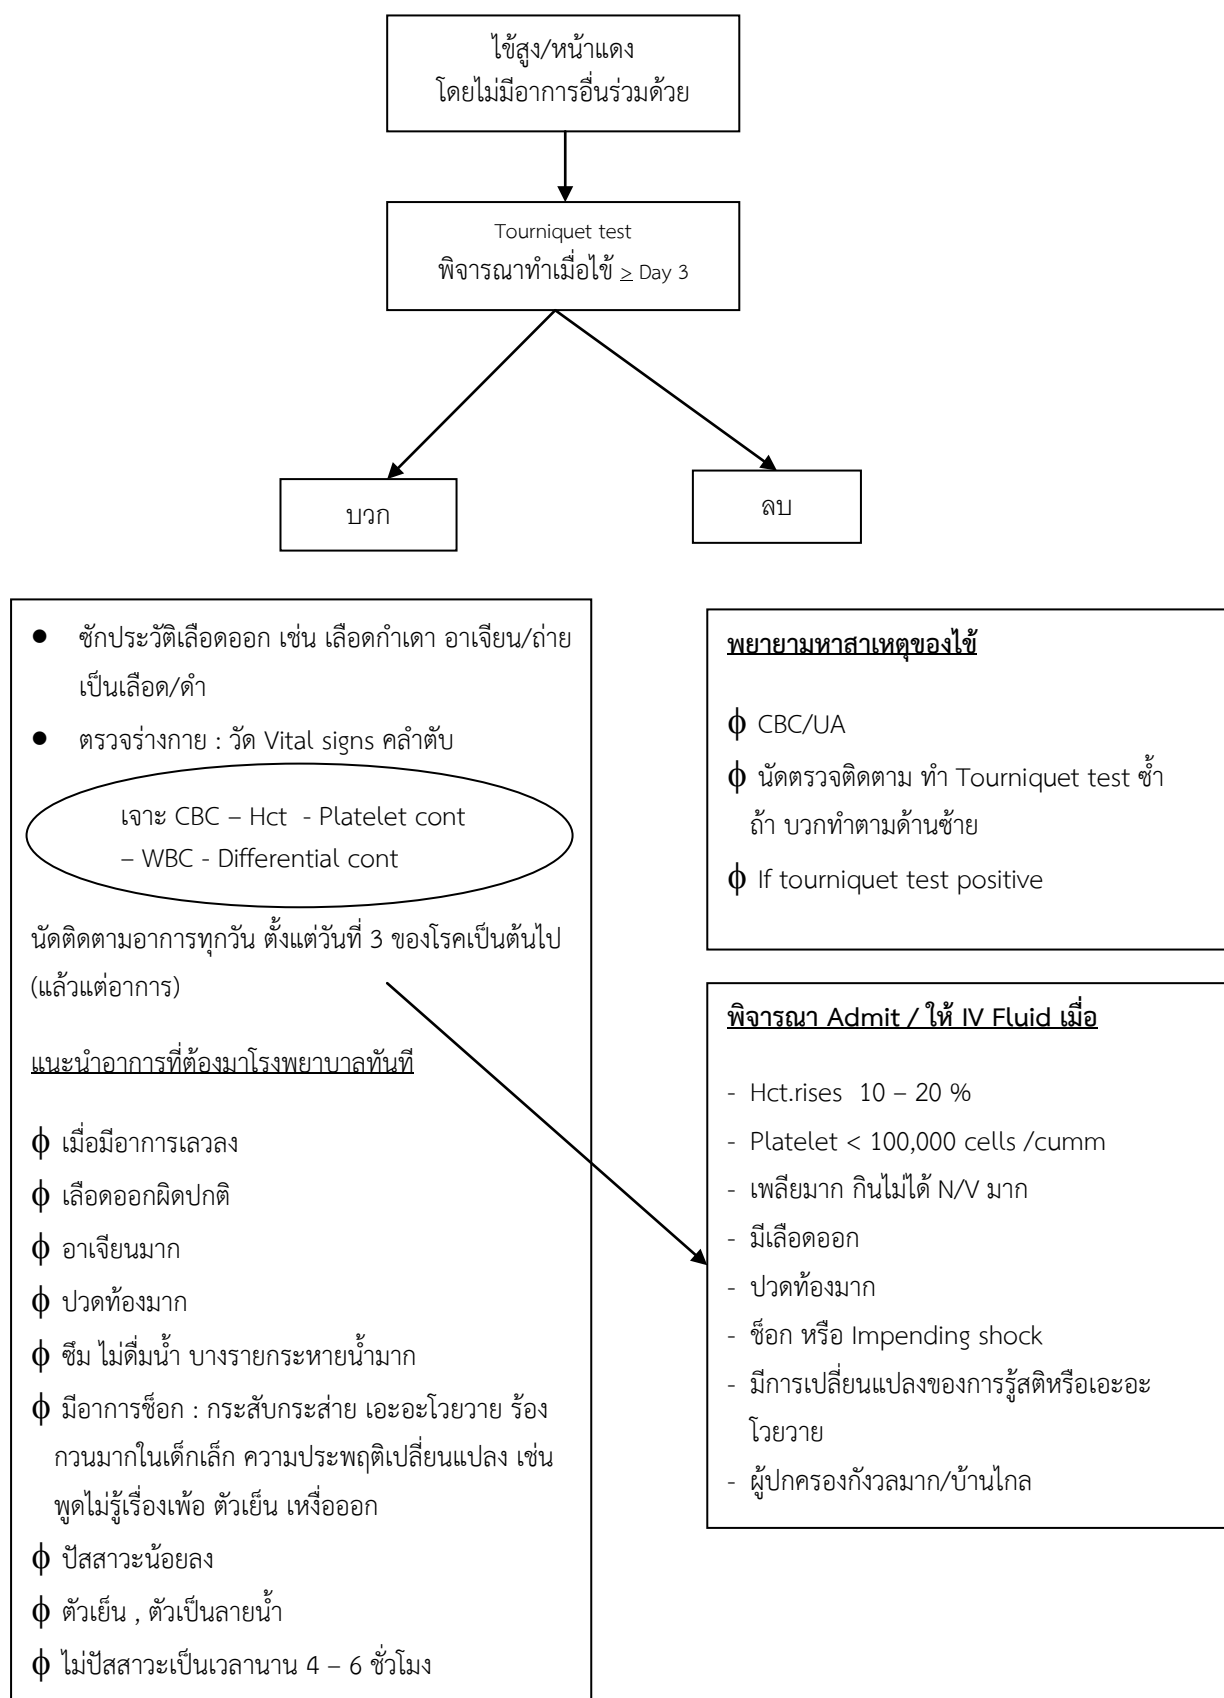 ไข้สูง/หน้าแดง
โดยไม่มีอาการอื่นร่วมด้วย
Tourniquet test
พิจารณาทำเมื่อไข้ ≥ Day 3
บวก
ลบ
● ซักประวัติเลือดออก เช่น เลือดกำเดา อาเจียน/ถ่าย
เป็นเลือด/ดำ
● ตรวจร่างกาย : วัด Vital signs คลำตับ
เจาะ CBC – Hct - Platelet cont
– WBC - Differential cont
นัดติดตามอาการทุกวัน ตั้งแต่วันที่ 3 ของโรคเป็นต้นไป
(แล้วแต่อาการ)
แนะนำอาการที่ต้องมาโรงพยาบาลทันที
ϕ เมื่อมีอาการเลวลง
ϕ เลือดออกผิดปกติ
ϕ อาเจียนมาก
ϕ ปวดท้องมาก
ϕ ซึม ไม่ดื่มน้ำ บางรายกระหายน้ำมาก
ϕ มีอาการช็อก : กระสับกระส่าย เอะอะโวยวาย ร้อง
กวนมากในเด็กเล็ก ความประพฤติเปลี่ยนแปลง เช่น
พูดไม่รู้เรื่องเพ้อ ตัวเย็น เหงื่อออก
ϕ ปัสสาวะน้อยลง
ϕ ตัวเย็น , ตัวเป็นลายน้ำ
ϕ ไม่ปัสสาวะเป็นเวลานาน 4 – 6 ชั่วโมง
พยายามหาสาเหตุของไข้
ϕ CBC/UA
ϕ นัดตรวจติดตาม ทำ Tourniquet test ซ้ำ
ถ้า บวกทำตามด้านซ้าย
ϕ If tourniquet test positive
พิจารณา Admit / ให้ IV Fluid เมื่อ
- Hct.rises 10 – 20 %
- Platelet < 100,000 cells /cumm
- เพลียมาก กินไม่ได้ N/V มาก
- มีเลือดออก
- ปวดท้องมาก
- ช็อก หรือ Impending shock
- มีการเปลี่ยนแปลงของการรู้สติหรือเอะอะ
โวยวาย
- ผู้ปกครองกังวลมาก/บ้านไกล